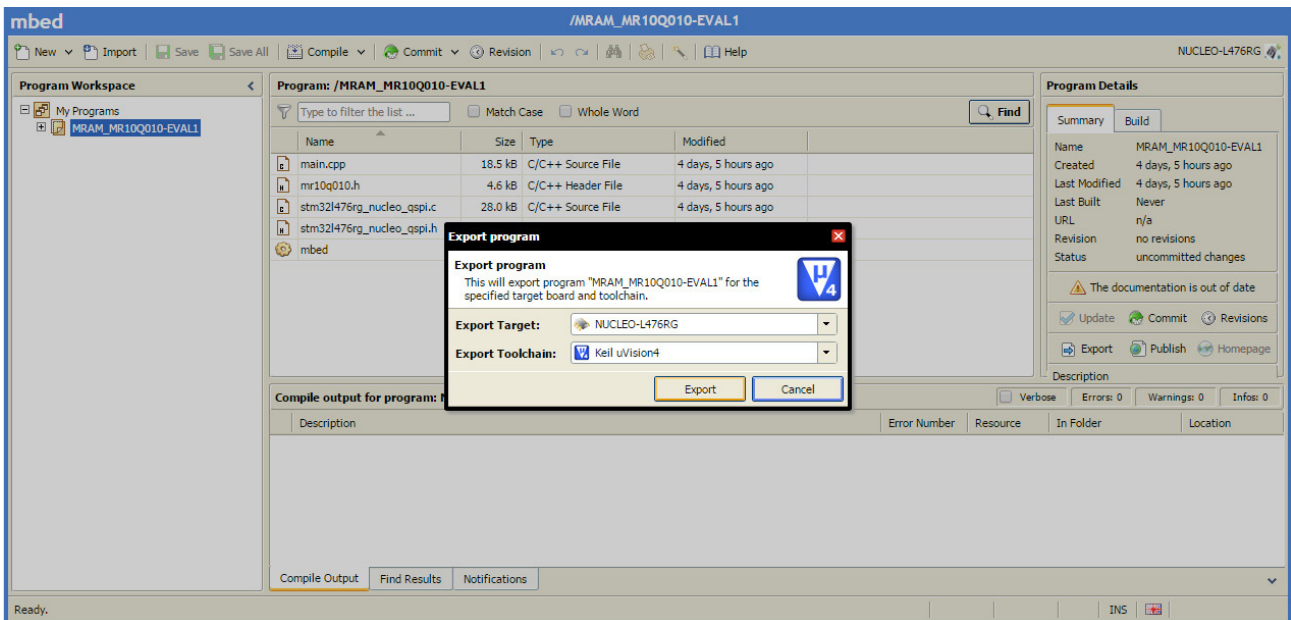 mbed /MRAM_MR10Q010-EVAL1
New Import Save Save All Compile Commit Revision Help NUCLEO-L476RG
Program Workspace
My Programs
MRAM_MR10Q010-EVAL1
Program: /MRAM_MR10Q010-EVAL1
Type to filter the list ... Match Case Whole Word Find
Name Size Type Modified
main.cpp 18.5 kB C/C++ Source File 4 days, 5 hours ago
mr10q010.h 4.6 kB C/C++ Header File 4 days, 5 hours ago
stm32l476rg_nucleo_qspi.c 28.0 kB C/C++ Source File 4 days, 5 hours ago
stm32l476rg_nucleo_qspi.h
mbed
Export program
Export program
This will export program "MRAM_MR10Q010-EVAL1" for the
specified target board and toolchain.
µ
4
Export Target: NUCLEO-L476RG
Export Toolchain: Keil uVision4
Export Cancel
Program Details
Summary Build
Name MRAM_MR10Q010-EVAL1
Created 4 days, 5 hours ago
Last Modified 4 days, 5 hours ago
Last Built Never
URL n/a
Revision no revisions
Status uncommitted changes
The documentation is out of date
Update Commit Revisions
Export Publish Homepage
Description
Compile output for program: Verbose Errors: 0 Warnings: 0 Infos: 0
Description Error Number Resource In Folder Location
Compile Output Find Results Notifications
Ready. INS